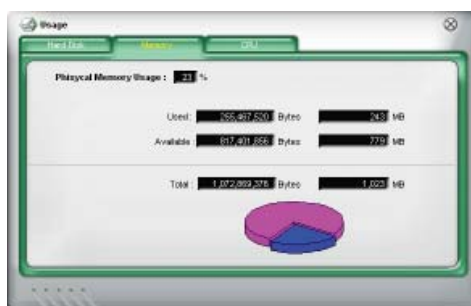 Usage
Hard Disk Memory CPU
Phisycal Memory Usage : 23 %
Used : 255,467,520 Bytes 243 MB
Available : 817,401,856 Bytes 779 MB
Total : 1,072,869,376 Bytes 1,023 MB